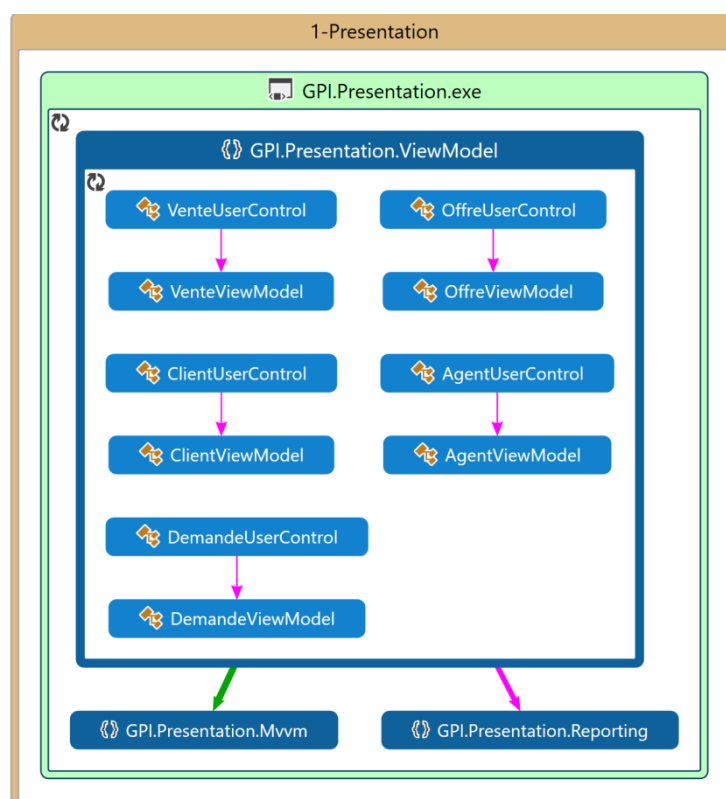 1-Presentation
GPI.Presentation.exe
GPI.Presentation.ViewModel
VenteUserControl
OffreUserControl
VenteViewModel
OffreViewModel
ClientUserControl
AgentUserControl
ClientViewModel
AgentViewModel
DemandeUserControl
DemandeViewModel
GPI.Presentation.Mvvm
GPI.Presentation.Reporting